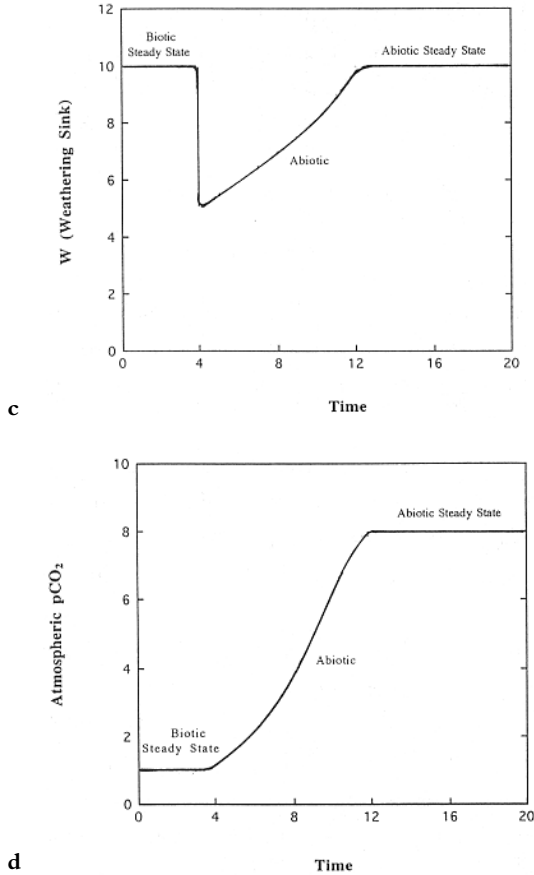 12
10
8
6
4
2
0
W (Weathering Sink)
Biotic
Steady State
Abiotic Steady State
Abiotic
0 4 8 12 16 20
Time
c
10
8
6
4
2
0
Atmospheric pCO₂
Abiotic Steady State
Abiotic
Biotic
Steady State
0 4 8 12 16 20
Time
d